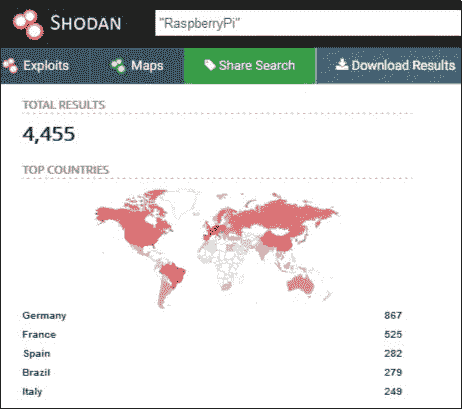 SHODAN "RaspberryPi"
Exploits Maps Share Search Download Results
TOTAL RESULTS
4,455
TOP COUNTRIES
Germany 867
France 525
Spain 282
Brazil 279
Italy 249